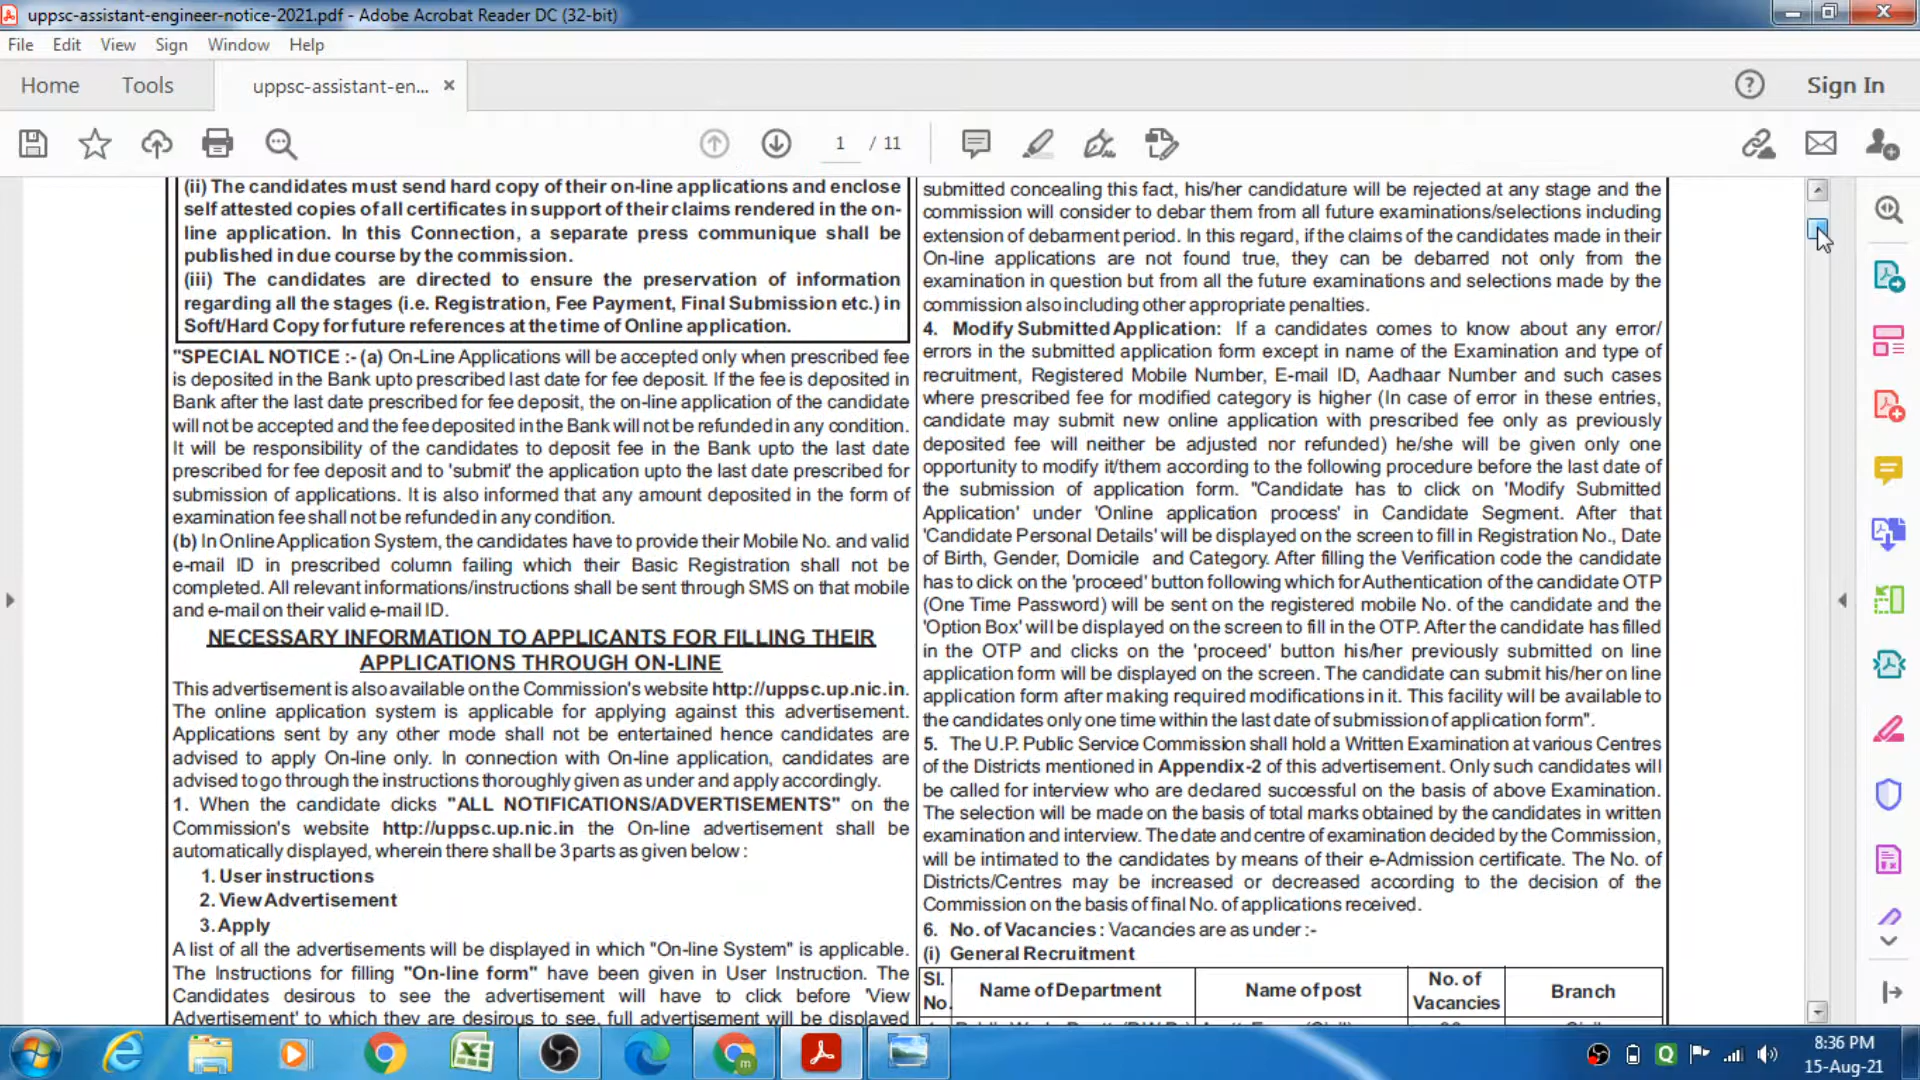 uppsc-assistant-engineer-notice-2021.pdf - Adobe Acrobat Reader DC (32-bit)
File Edit View Sign Window Help
Home Tools uppsc-assistant-en... × Sign In
1 / 11
(ii) The candidates must send hard copy of their on-line applications and enclose
self attested copies of all certificates in support of their claims rendered in the on-
line application. In this Connection, a separate press communique shall be
published in due course by the commission.
(iii) The candidates are directed to ensure the preservation of information
regarding all the stages (i.e. Registration, Fee Payment, Final Submission etc.) in
Soft/Hard Copy for future references at the time of Online application.
"SPECIAL NOTICE :- (a) On-Line Applications will be accepted only when prescribed fee
is deposited in the Bank upto prescribed last date for fee deposit. If the fee is deposited in
Bank after the last date prescribed for fee deposit, the on-line application of the candidate
will not be accepted and the fee deposited in the Bank will not be refunded in any condition.
It will be responsibility of the candidates to deposit fee in the Bank upto the last date
prescribed for fee deposit and to 'submit' the application upto the last date prescribed for
submission of applications. It is also informed that any amount deposited in the form of
examination fee shall not be refunded in any condition.
(b) In Online Application System, the candidates have to provide their Mobile No. and valid
e-mail ID in prescribed column failing which their Basic Registration shall not be
completed. All relevant informations/instructions shall be sent through SMS on that mobile
and e-mail on their valid e-mail ID.
NECESSARY INFORMATION TO APPLICANTS FOR FILLING THEIR
APPLICATIONS THROUGH ON-LINE
This advertisement is also available on the Commission's website http://uppsc.up.nic.in.
The online application system is applicable for applying against this advertisement.
Applications sent by any other mode shall not be entertained hence candidates are
advised to apply On-line only. In connection with On-line application, candidates are
advised to go through the instructions thoroughly given as under and apply accordingly.
1. When the candidate clicks "ALL NOTIFICATIONS/ADVERTISEMENTS" on the
Commission's website http://uppsc.up.nic.in the On-line advertisement shall be
automatically displayed, wherein there shall be 3 parts as given below :
1. User instructions
2. View Advertisement
3. Apply
A list of all the advertisements will be displayed in which "On-line System" is applicable.
The Instructions for filling "On-line form" have been given in User Instruction. The
Candidates desirous to see the advertisement will have to click before 'View
Advertisement' to which they are desirous to see, full advertisement will be displayed
submitted concealing this fact, his/her candidature will be rejected at any stage and the
commission will consider to debar them from all future examinations/selections including
extension of debarment period. In this regard, if the claims of the candidates made in their
On-line applications are not found true, they can be debarred not only from the
examination in question but from all the future examinations and selections made by the
commission also including other appropriate penalties.
4. Modify Submitted Application: If a candidates comes to know about any error/
errors in the submitted application form except in name of the Examination and type of
recruitment, Registered Mobile Number, E-mail ID, Aadhaar Number and such cases
where prescribed fee for modified category is higher (In case of error in these entries,
candidate may submit new online application with prescribed fee only as previously
deposited fee will neither be adjusted nor refunded) he/she will be given only one
opportunity to modify it/them according to the following procedure before the last date of
the submission of application form. "Candidate has to click on 'Modify Submitted
Application' under 'Online application process' in Candidate Segment. After that
'Candidate Personal Details' will be displayed on the screen to fill in Registration No., Date
of Birth, Gender, Domicile and Category. After filling the Verification code the candidate
has to click on the 'proceed' button following which for Authentication of the candidate OTP
(One Time Password) will be sent on the registered mobile No. of the candidate and the
'Option Box' will be displayed on the screen to fill in the OTP. After the candidate has filled
in the OTP and clicks on the 'proceed' button his/her previously submitted on line
application form will be displayed on the screen. The candidate can submit his/her on line
application form after making required modifications in it. This facility will be available to
the candidates only one time within the last date of submission of application form".
5. The U.P. Public Service Commission shall hold a Written Examination at various Centres
of the Districts mentioned in Appendix-2 of this advertisement. Only such candidates will
be called for interview who are declared successful on the basis of above Examination.
The selection will be made on the basis of total marks obtained by the candidates in written
examination and interview. The date and centre of examination decided by the Commission,
will be intimated to the candidates by means of their e-Admission certificate. The No. of
Districts/Centres may be increased or decreased according to the decision of the
Commission on the basis of final No. of applications received.
6. No. of Vacancies : Vacancies are as under :-
(i) General Recruitment
Sl. No. Name of Department Name of post No. of Vacancies Branch
8:36 PM
15-Aug-21